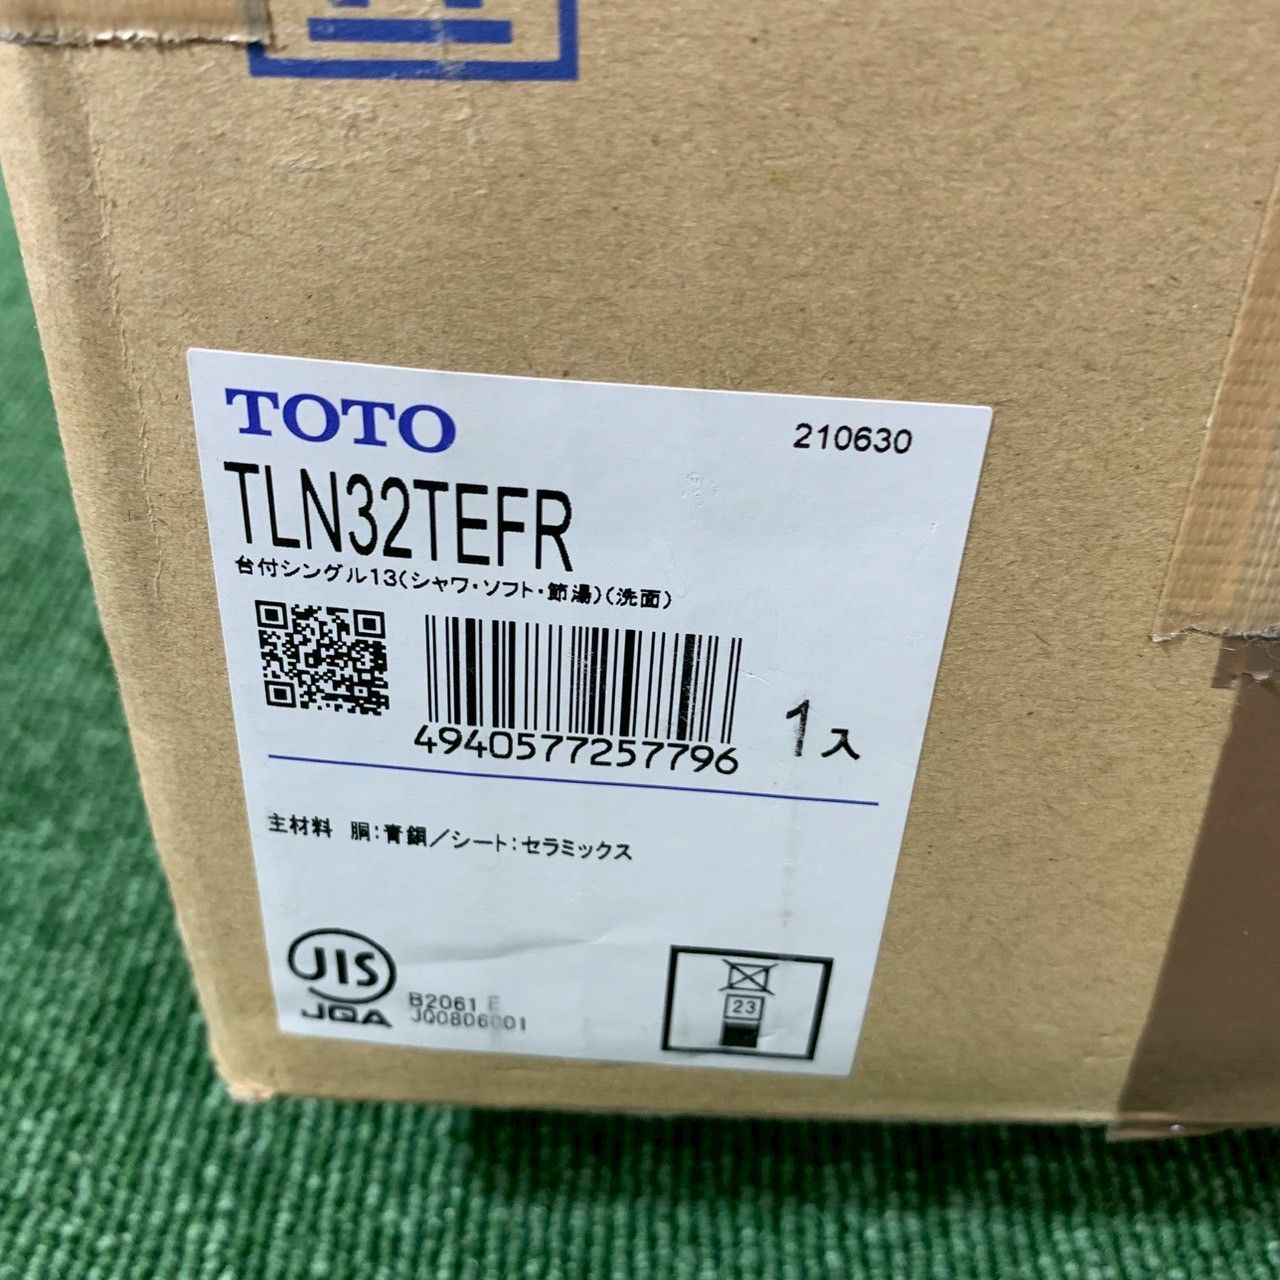 TOTO
210630
TLN32TEFR
台付シングル13(シャワ・ソフト・節湯)(洗面)
4940577257796
1入
主材料 胴:青銅/シート:セラミックス
JIS
JQA
B2061 F
JQ0806001
23